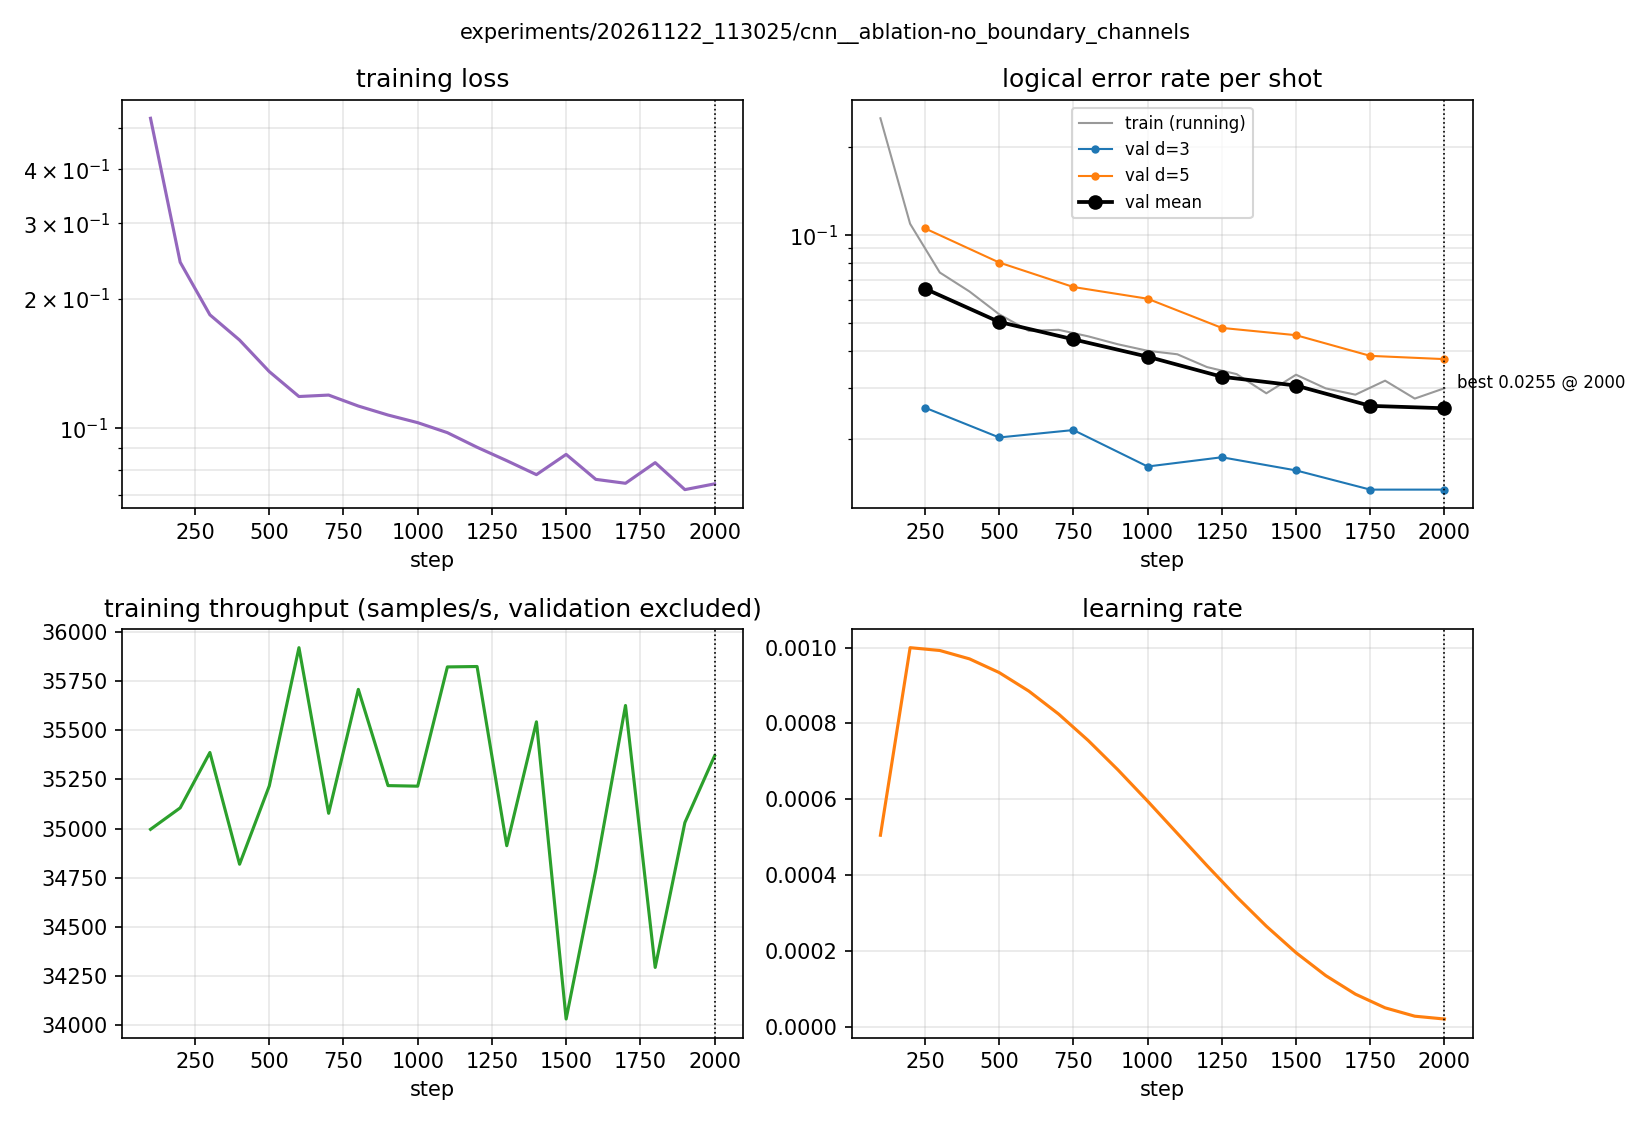 experiments/20261122_113025/cnn__ablation-no_boundary_channels
training loss
4 × 10⁻¹
3 × 10⁻¹
2 × 10⁻¹
10⁻¹
250 500 750 1000 1250 1500 1750 2000
step
logical error rate per shot
train (running)
val d=3
val d=5
val mean
10⁻¹
best 0.0255 @ 2000
250 500 750 1000 1250 1500 1750 2000
step
training throughput (samples/s, validation excluded)
36000
35750
35500
35250
35000
34750
34500
34250
34000
250 500 750 1000 1250 1500 1750 2000
step
learning rate
0.0010
0.0008
0.0006
0.0004
0.0002
0.0000
250 500 750 1000 1250 1500 1750 2000
step